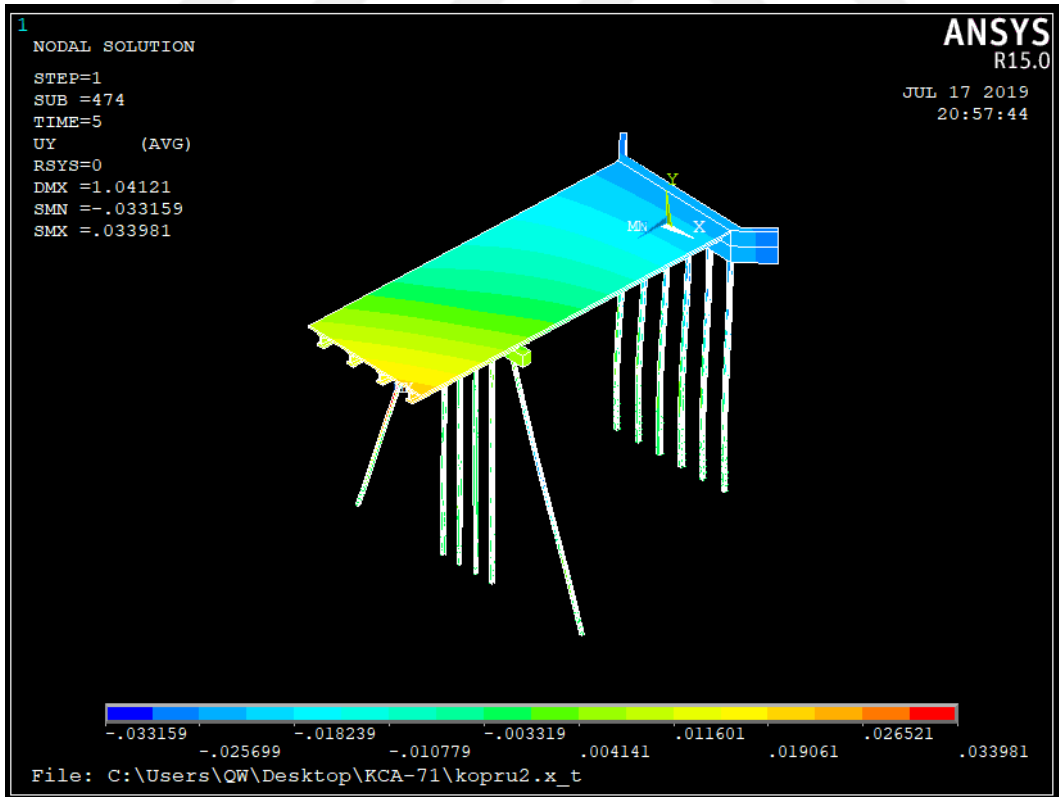 1
NODAL SOLUTION
STEP=1
SUB =474
TIME=5
UY (AVG)
RSYS=0
DMX =1.04121
SMN =-.033159
SMX =.033981
ANSYS
R15.0
JUL 17 2019
20:57:44
Y
MN
X
-.033159 -.018239 -.003319 .011601 .026521
-.025699 -.010779 .004141 .019061 .033981
File: C:\Users\QW\Desktop\KCA-71\kopru2.x_t